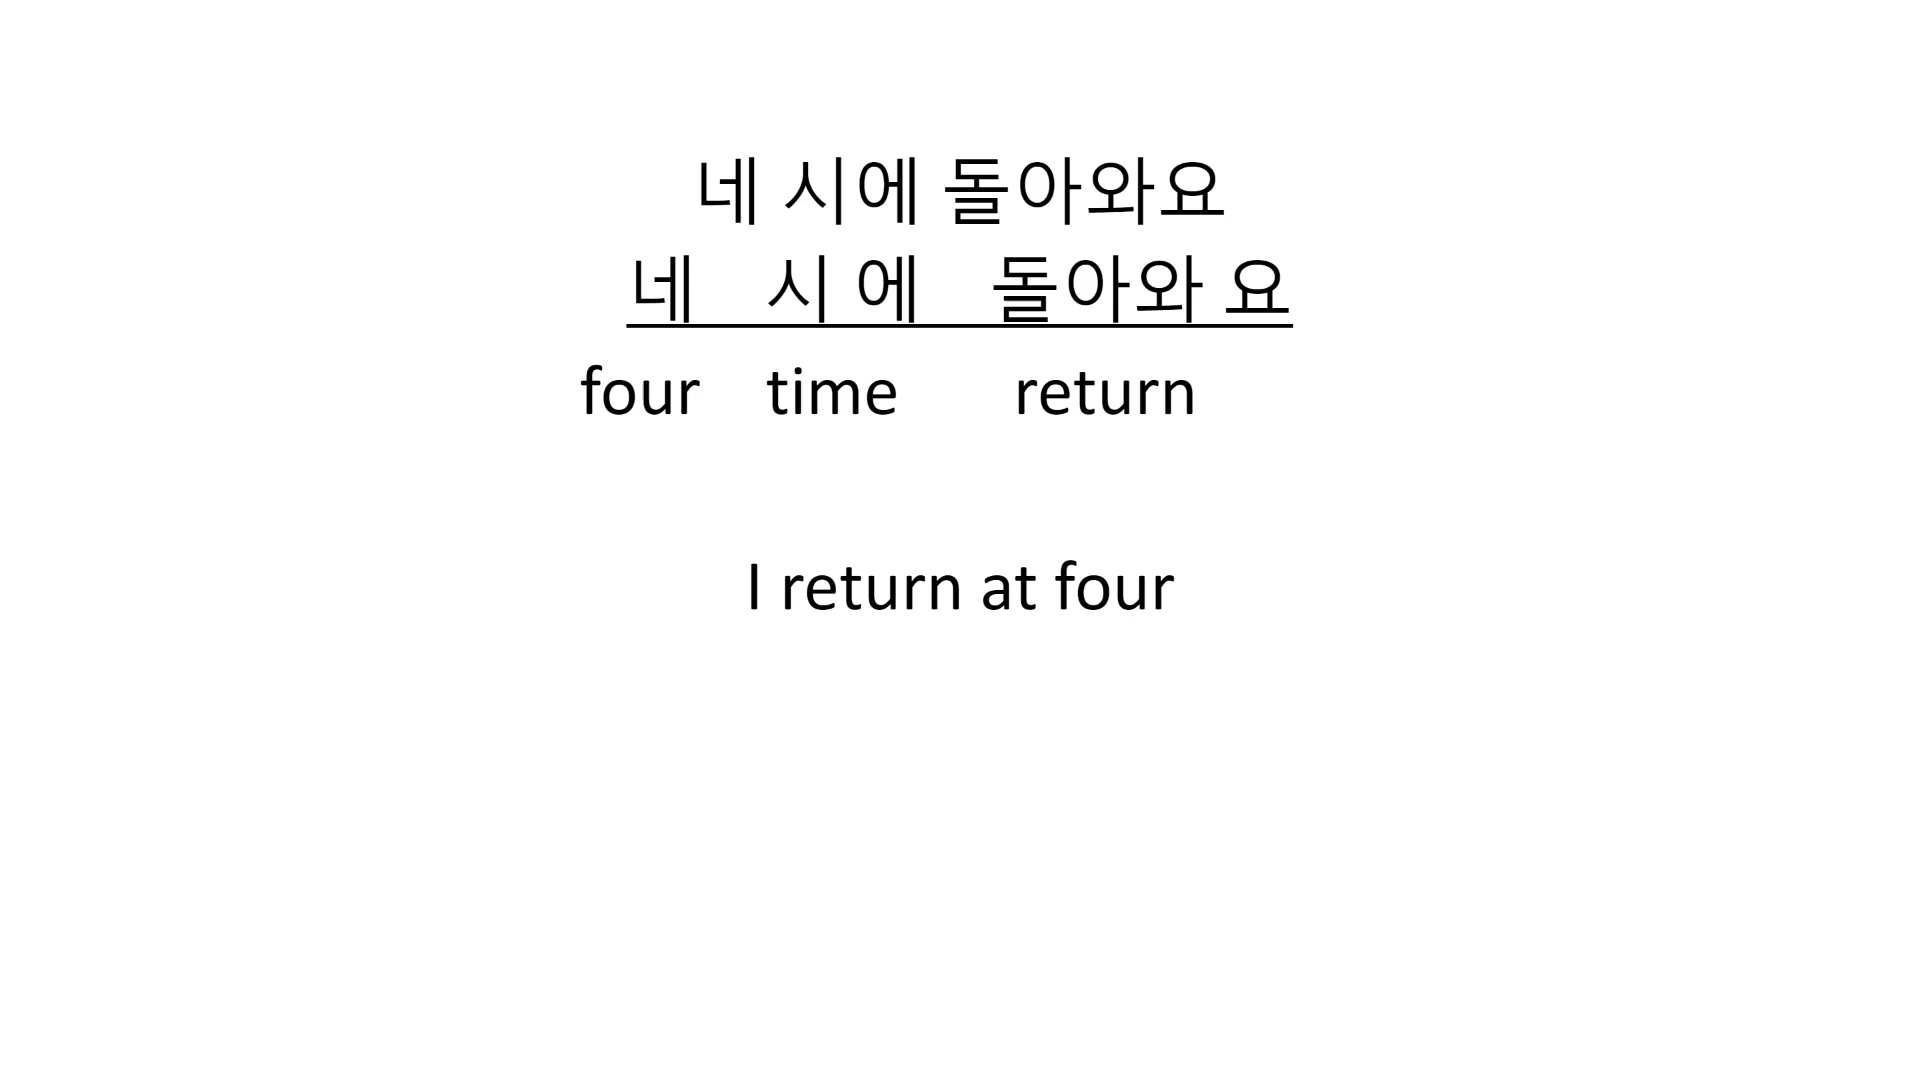 네 시에 돌아와요
네 시 에 돌아와 요
four time return
I return at four